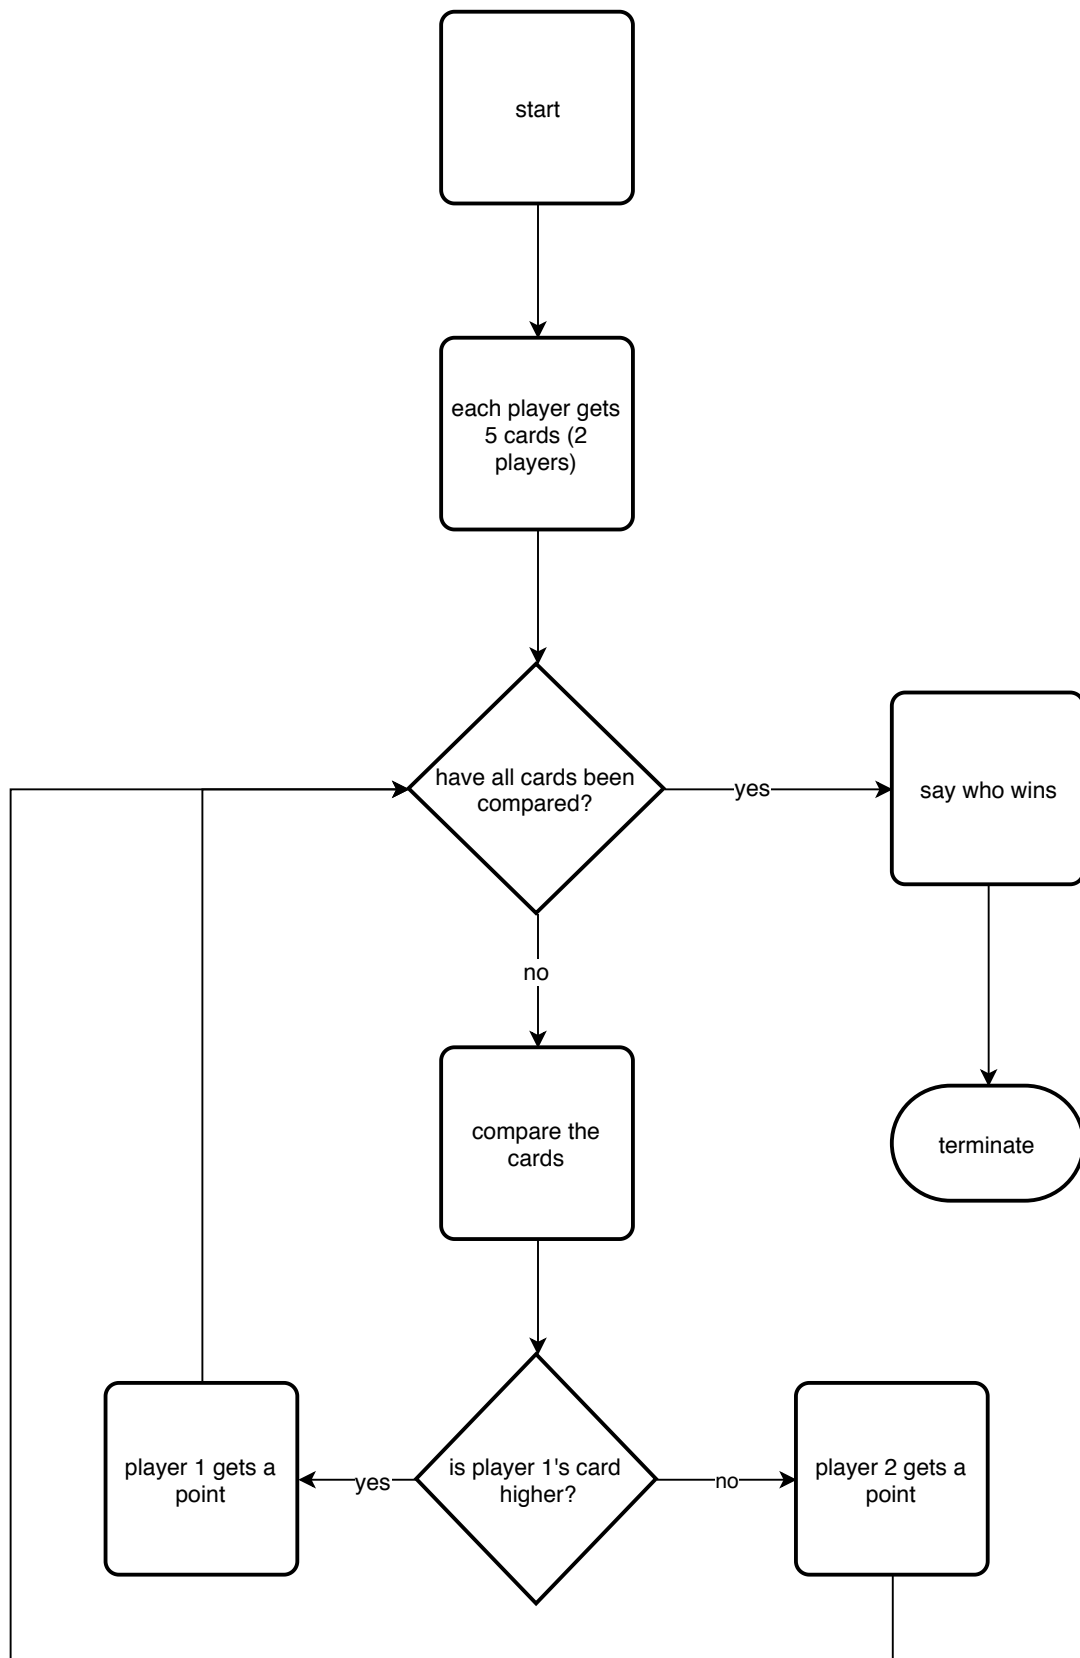 start
each player gets
5 cards (2
players)
have all cards been
compared?
yes
say who wins
no
compare the
cards
terminate
is player 1's card
higher?
yes
player 1 gets a
point
no
player 2 gets a
point